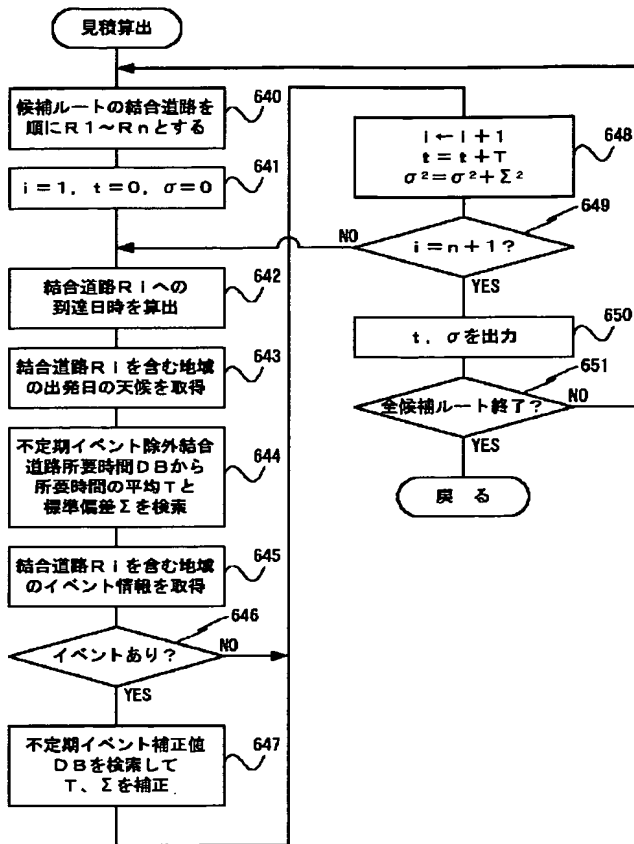 見積算出
候補ルートの結合道路を
順にR1～Rnとする
640
i=1, t=0, σ=0
641
結合道路Riへの
到達日時を算出
642
結合道路Riを含む地域
の出発日の天候を取得
643
不定期イベント除外結合
道路所要時間DBから
所要時間の平均Tと
標準偏差Σを検索
644
結合道路Riを含む地域
のイベント情報を取得
645
イベントあり?
646
NO
YES
不定期イベント補正値
DBを検索して
T、Σを補正
647
i←i+1
t=t+T
σ²=σ²+Σ²
648
i=n+1?
649
NO
YES
t、σを出力
650
全候補ルート終了?
651
NO
YES
戻る